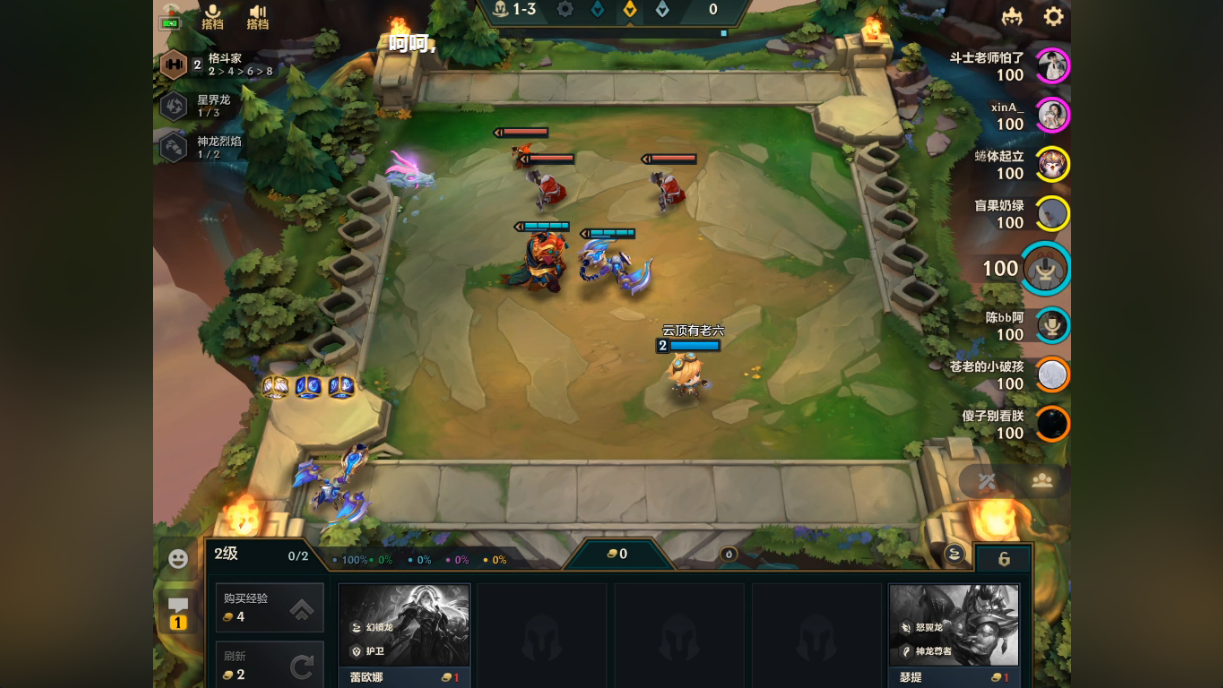 1-3
0
搭档
搭档
呵呵,
2 格斗家
2 > 4 > 6 > 8
星界龙
1 / 3
神龙烈焰
1 / 2
斗士老师怕了
100
xinA_
100
蜷体起立
100
盲果奶绿
100
100
陈bb阿
100
苍老的小破孩
100
傻子别看朕
100
云顶有老六
2
2级
0/2
100% 0% 0% 0% 0%
0
6
1
购买经验
4
刷新
2
幻镜龙
护卫
蕾欧娜
1
怒翼龙
神龙尊者
瑟提
1